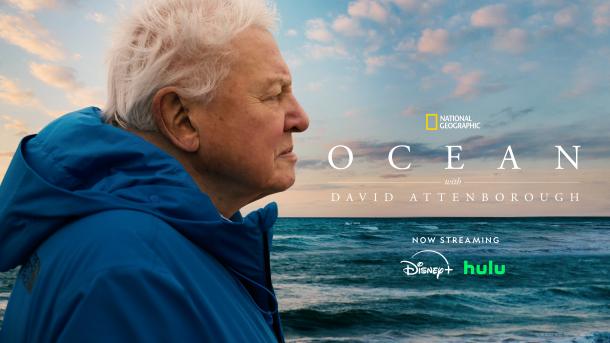 NATIONAL
GEOGRAPHIC
OCEAN
with
DAVID ATTENBOROUGH
NOW STREAMING
Disney+ hulu